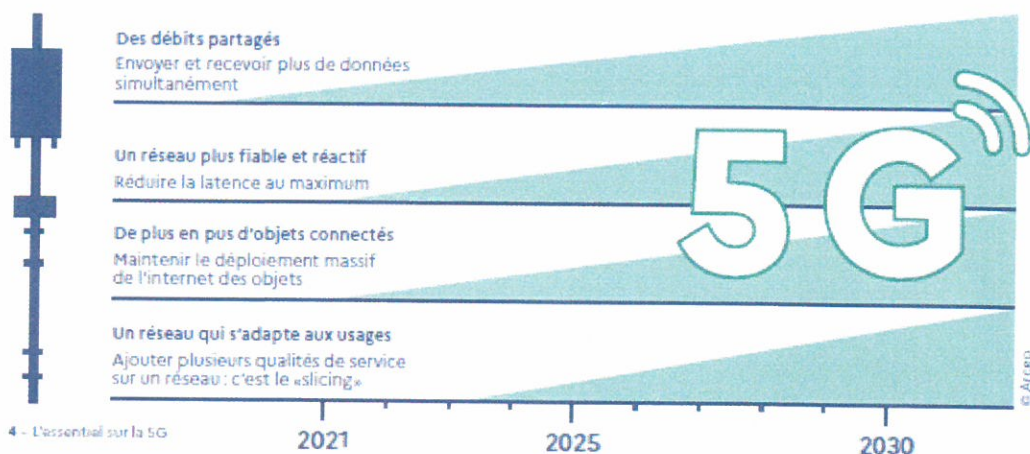 Des débits partagés
Envoyer et recevoir plus de données
simultanément
Un réseau plus fiable et réactif
Réduire la latence au maximum
5G
De plus en pus d'objets connectés
Maintenir le déploiement massif
de l'internet des objets
Un réseau qui s'adapte aux usages
Ajouter plusieurs qualités de service
sur un réseau : c'est le «slicing»
© Arcep
4 - L'essentiel sur la 5G
2021 2025 2030